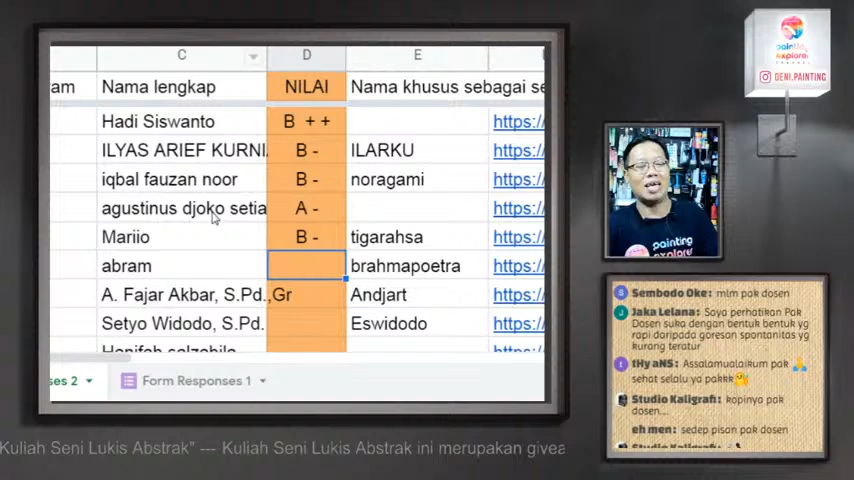 painting
explorer
DENI.PAINTING
C D E
am Nama lengkap NILAI Nama khusus sebagai se
Hadi Siswanto B ++ https:/
ILYAS ARIEF KURNI B - ILARKU https:/
iqbal fauzan noor B - noragami https:/
agustinus djoko setia A - https:/
Mariio B - tigarahsa https:/
abram brahmapoetra https:/
A. Fajar Akbar, S.Pd.,Gr Andjart https:/
Setyo Widodo, S.Pd. Eswidodo https:/
ses 2 Form Responses 1
painting
explorer
S Sembodo Oke: mlm pak dosen
J Jaka Lelana: Saya perhatikan Pak
Dosen suka dengan bentuk bentuk yg
rapi daripada goresan spontanitas yg
kurang teratur
t tHy aNS: Assalamualaikum pak 🙏
sehat selalu ya pakkk🤗
Studio Kaligrafi: kopinya pak
dosen....
eh men: sedep pisan pak dosen
Studio Kaligrafi:
Kuliah Seni Lukis Abstrak" --- Kuliah Seni Lukis Abstrak ini merupakan givea